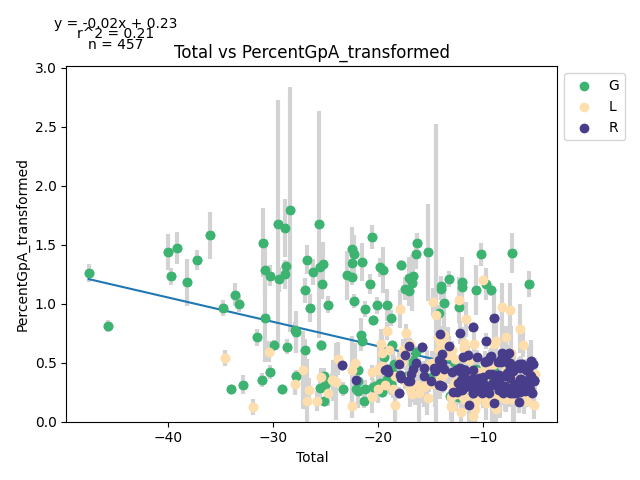 y = -0.02x + 0.23
r^2 = 0.21
n = 457
Total vs PercentGpA_transformed
3.0
2.5
2.0
1.5
1.0
0.5
0.0
PercentGpA_transformed
−40
−30
−20
−10
Total
G
L
R